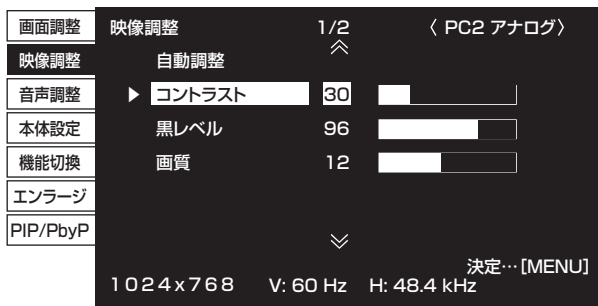 画面調整
映像調整
音声調整
本体設定
機能切換
エンラージ
PIP/PbyP
映像調整 1/2 〈 PC2 アナログ〉
自動調整
コントラスト 30
黒レベル 96
画質 12
決定…[MENU]
1024x768 V: 60 Hz H: 48.4 kHz